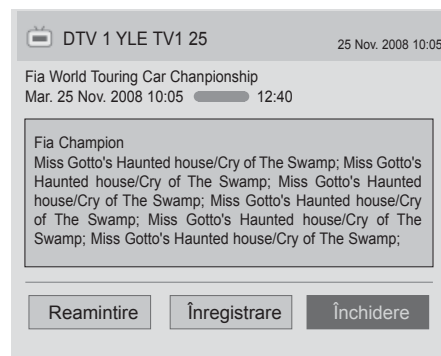 DTV 1 YLE TV1 25
25 Nov. 2008 10:05
Fia World Touring Car Chanpionship
Mar. 25 Nov. 2008 10:05 12:40
Fia Champion
Miss Gotto's Haunted house/Cry of The Swamp; Miss Gotto's
Haunted house/Cry of The Swamp; Miss Gotto's Haunted
house/Cry of The Swamp; Miss Gotto's Haunted house/Cry
of The Swamp; Miss Gotto's Haunted house/Cry of The
Swamp; Miss Gotto's Haunted house/Cry of The Swamp;
Reamintire
Înregistrare
Închidere